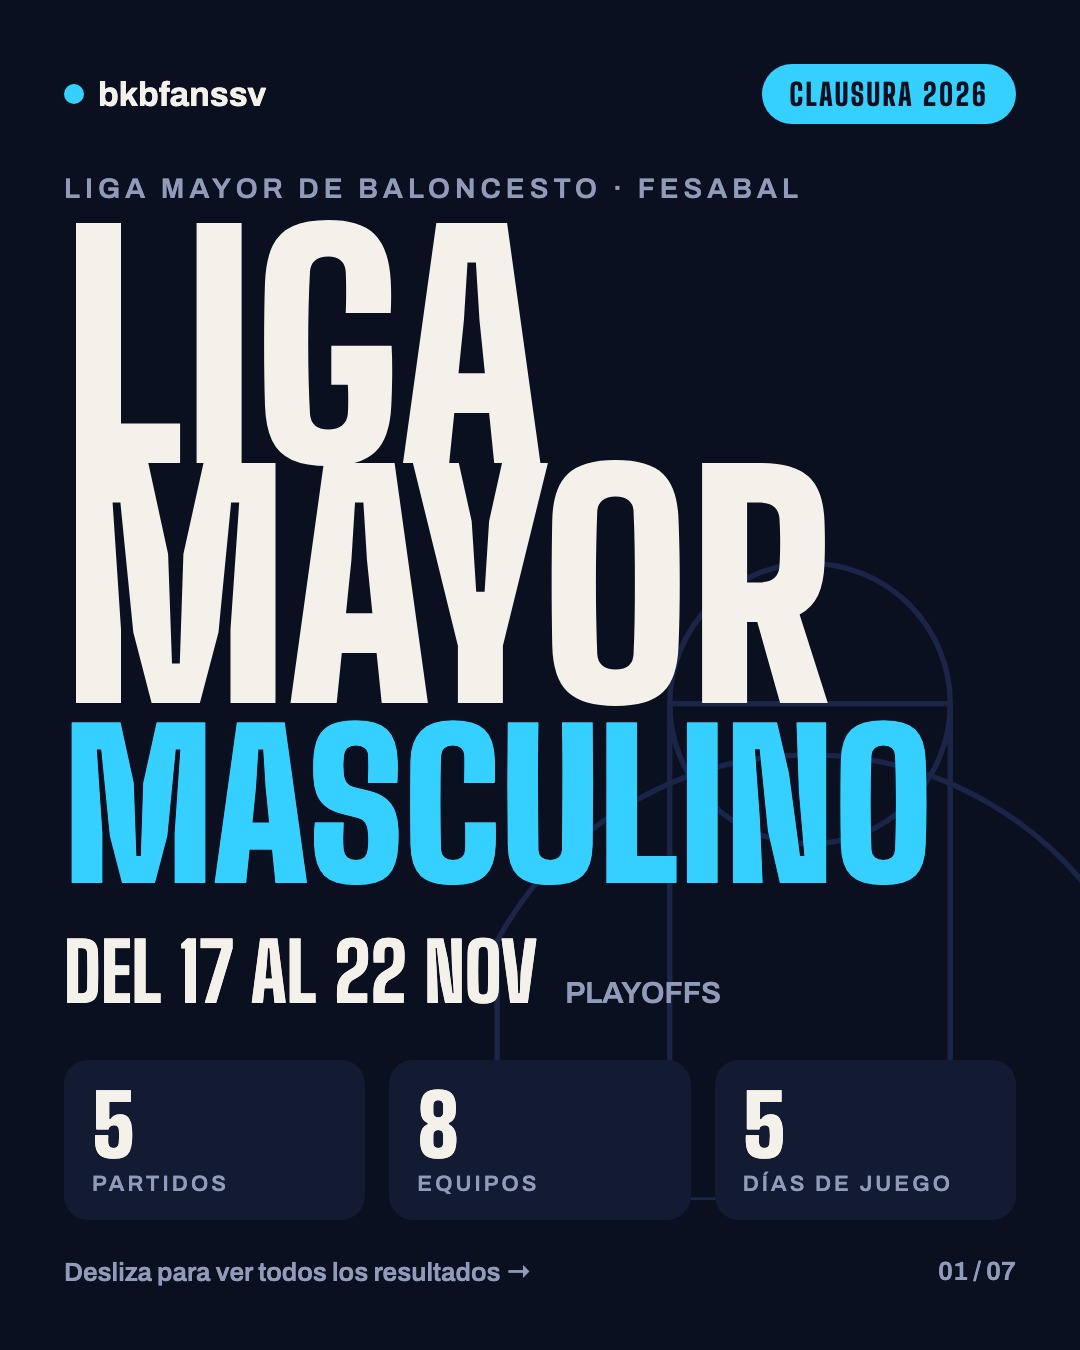 bkbfanssv
CLAUSURA 2026
LIGA MAYOR DE BALONCESTO · FESABAL
LIGA
MAYOR
MASCULINO
DEL 17 AL 22 NOV PLAYOFFS
5
PARTIDOS
8
EQUIPOS
5
DÍAS DE JUEGO
Desliza para ver todos los resultados →
01 / 07